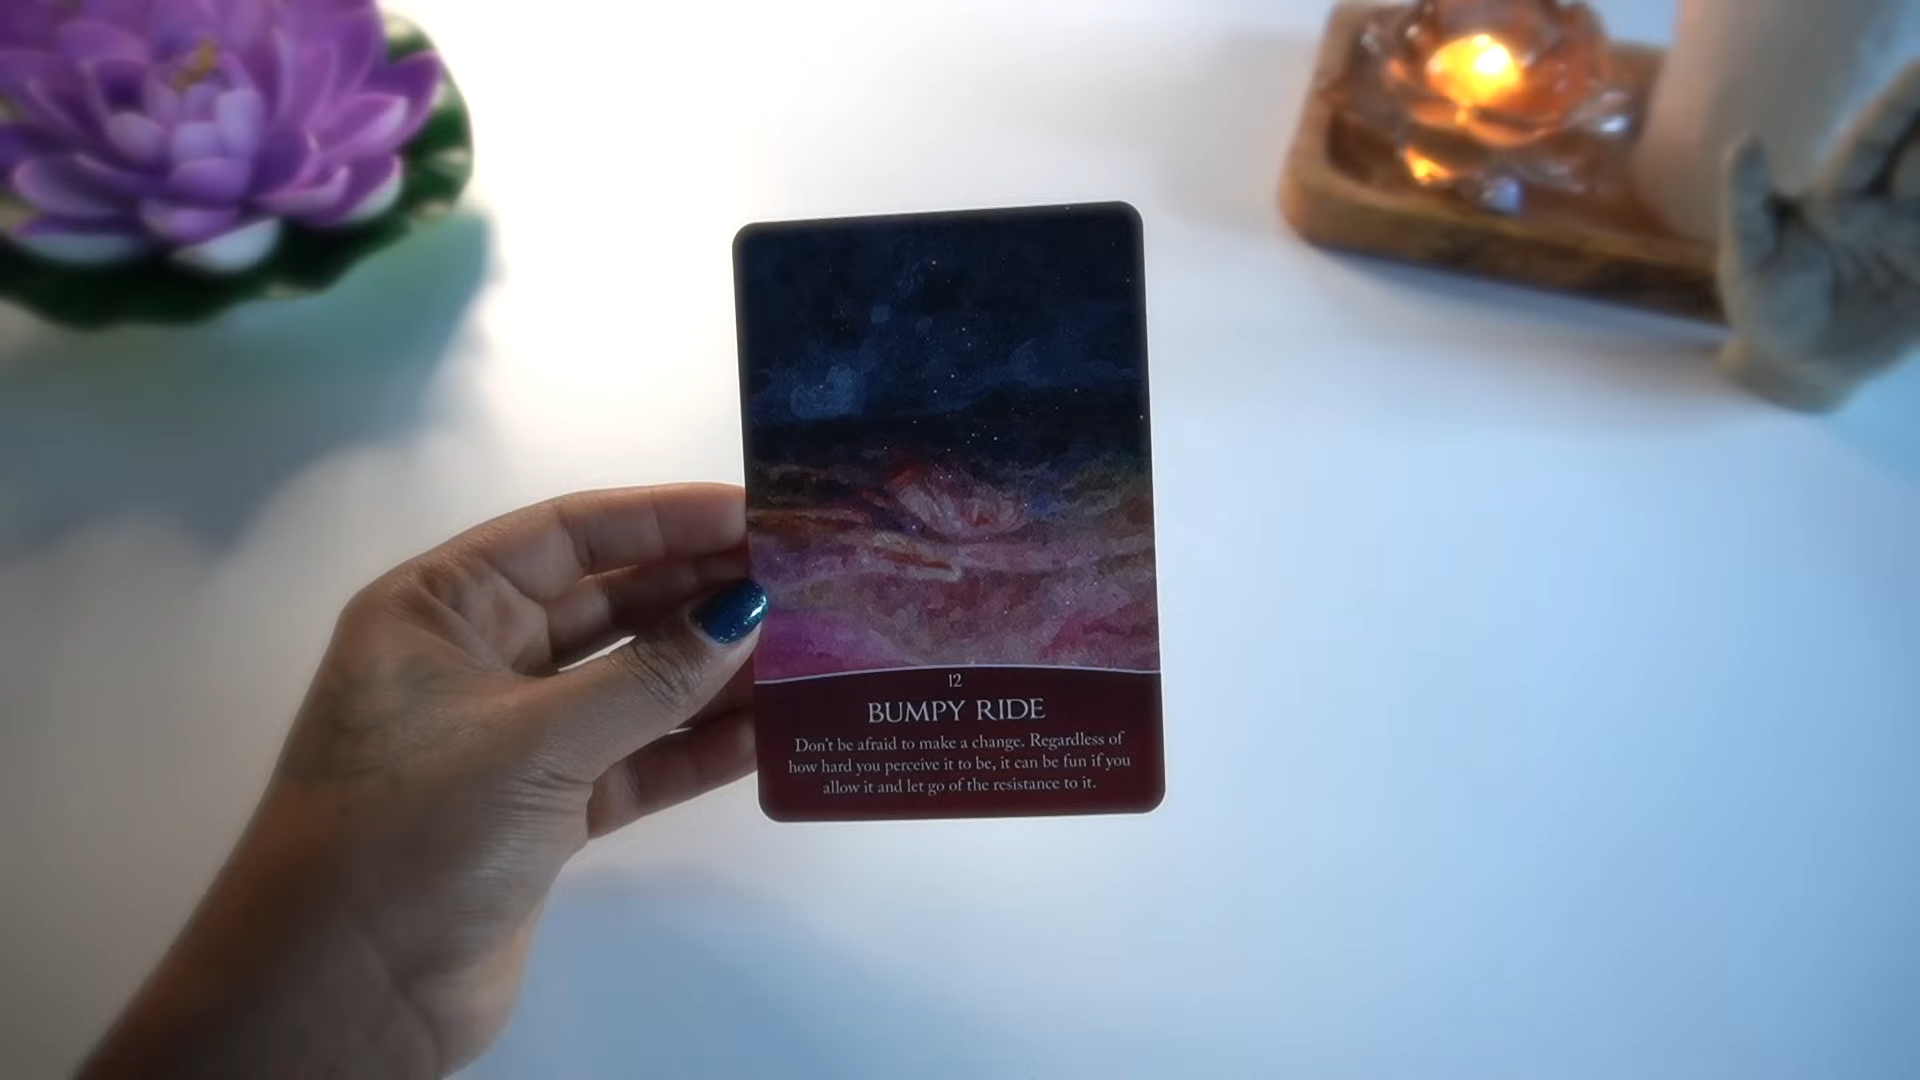 12
BUMPY RIDE
Don't be afraid to make a change. Regardless of
how hard you perceive it to be, it can be fun if you
allow it and let go of the resistance to it.